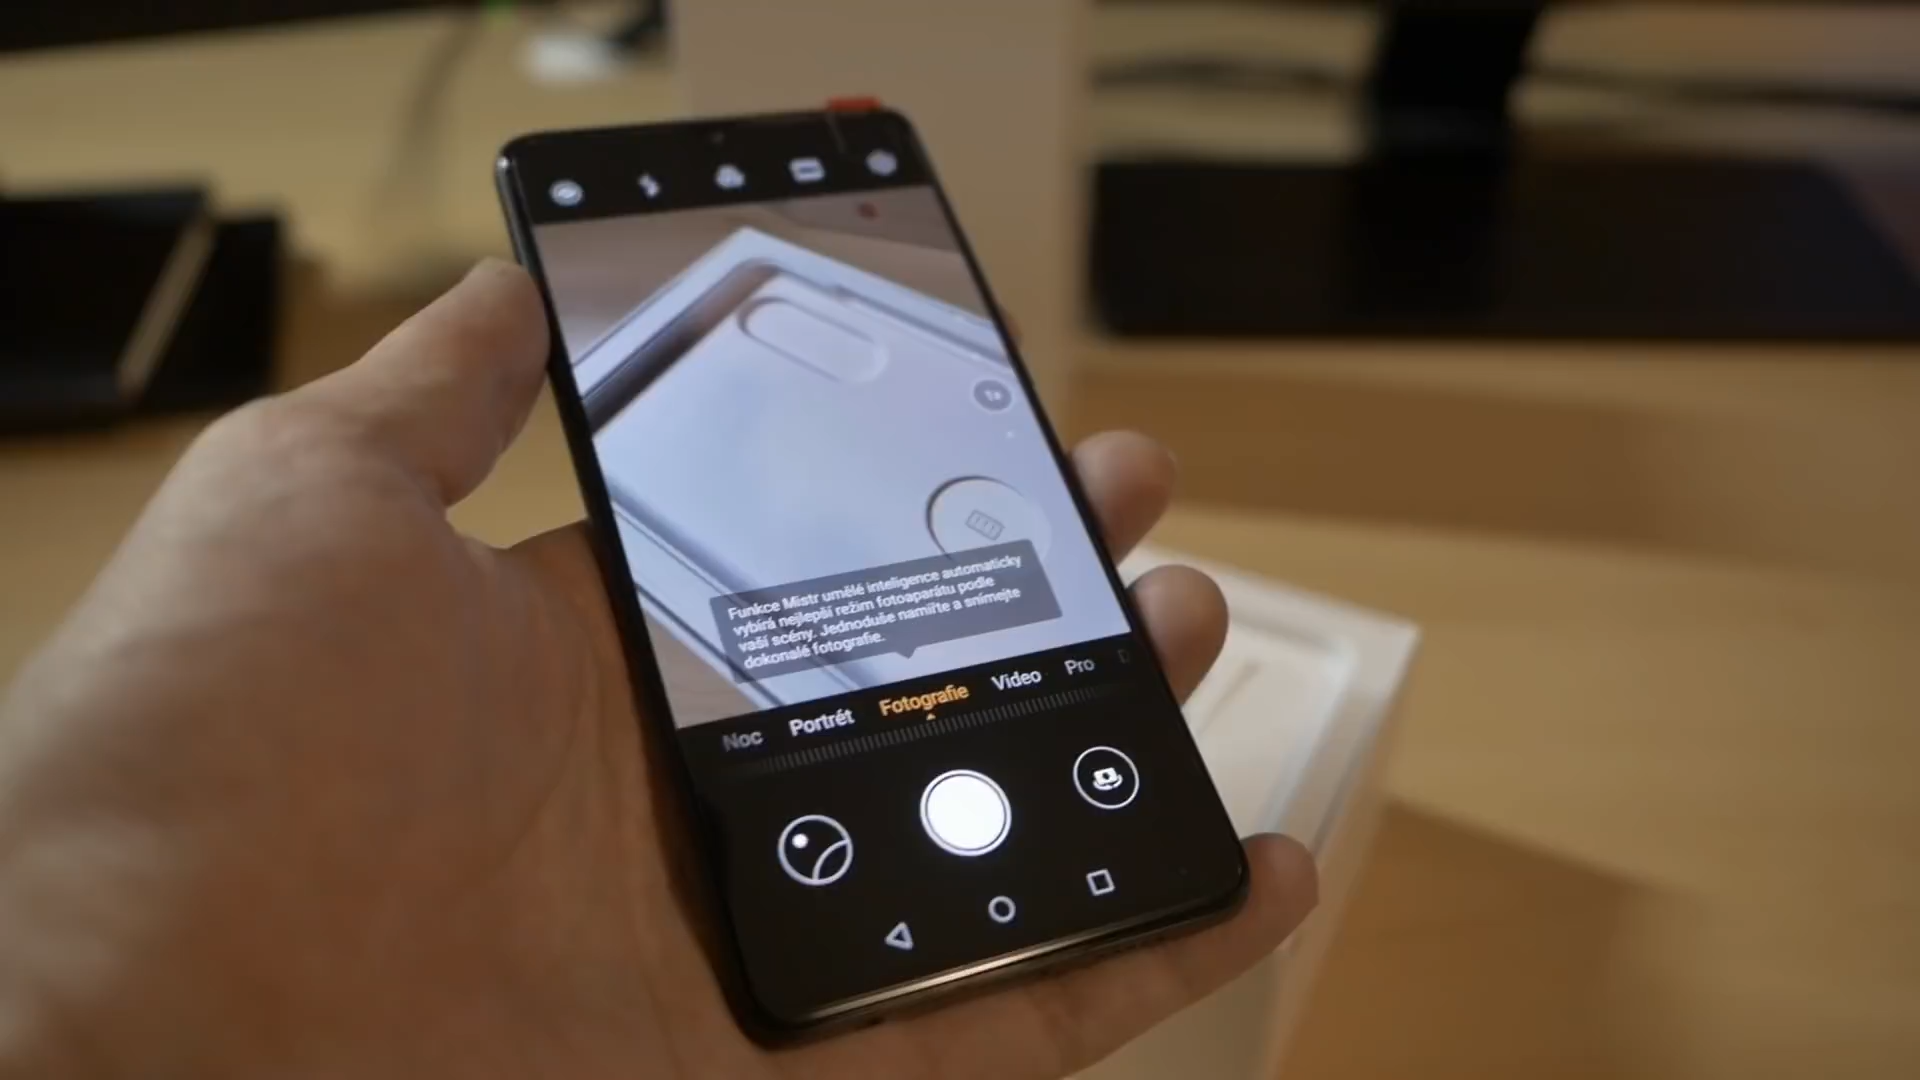 1x
Funkce Mistr umělé inteligence automaticky
vybírá nejlepší režim fotoaparátu podle
vaší scény. Jednoduše namiřte a snímejte
dokonalé fotografie.
Noc Portrét Fotografie Video Pro